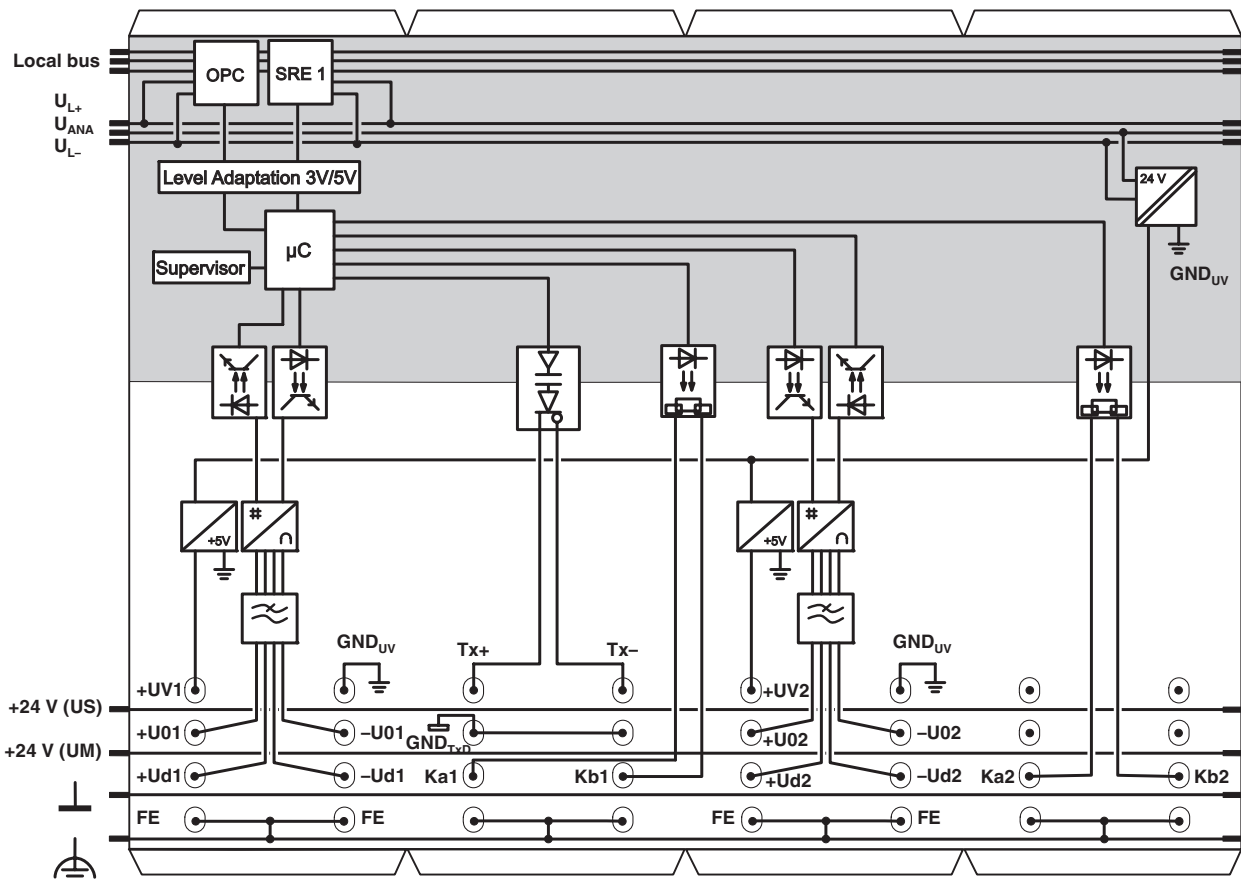 Local bus
OPC
SRE 1
U_L+
U_ANA
U_L–
Level Adaptation 3V/5V
24 V
µC
Supervisor
GND_UV
#
+5V
∩
#
+5V
∩
GND_UV
Tx+
Tx–
GND_UV
+UV1
+UV2
+24 V (US)
+U01
–U01
GND_TxD
+U02
–U02
+24 V (UM)
+Ud1
–Ud1
Ka1
Kb1
+Ud2
–Ud2
Ka2
Kb2
FE
FE
FE
FE